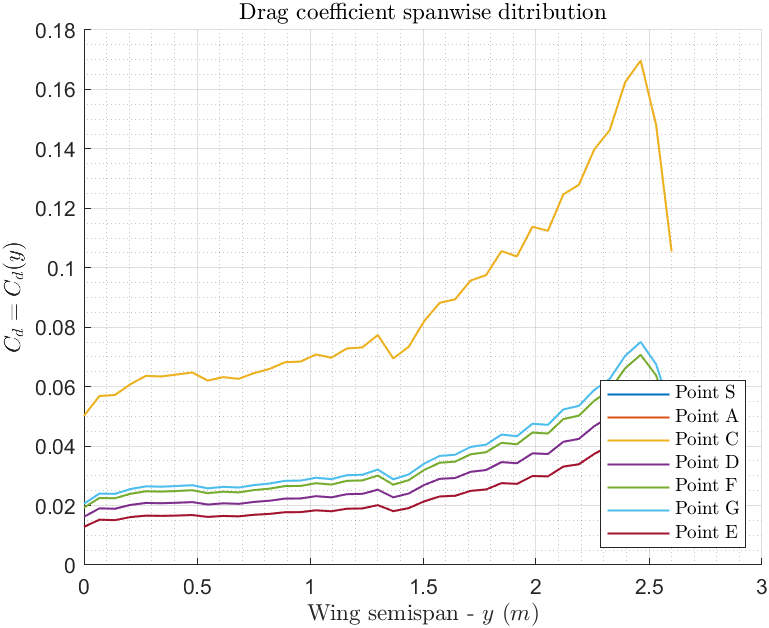 Drag coefficient spanwise ditribution
0.18
0.16
0.14
0.12
0.1
0.08
0.06
0.04
0.02
0
C_d = C_d(y)
Point S
Point A
Point C
Point D
Point F
Point G
Point E
0 0.5 1 1.5 2 2.5 3
Wing semispan - y (m)